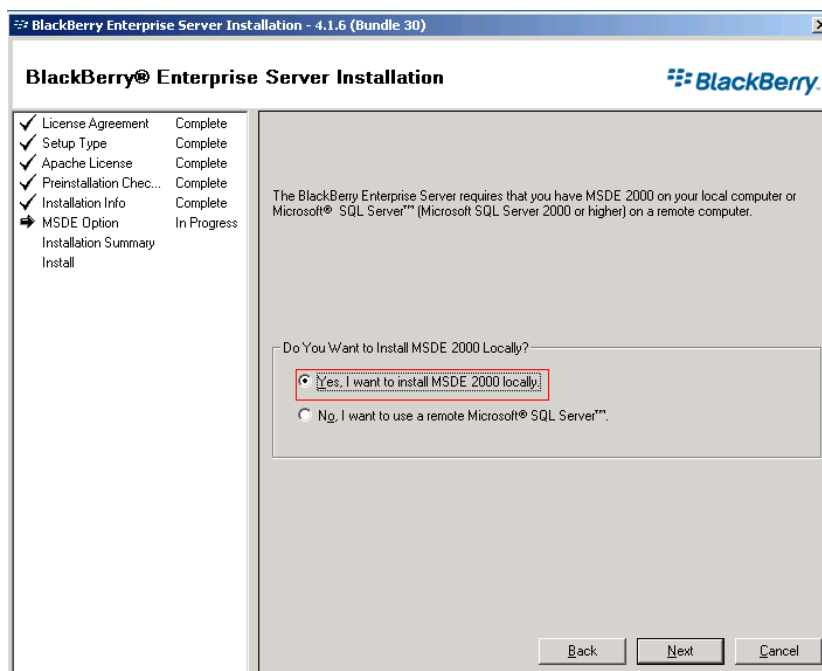 BlackBerry Enterprise Server Installation - 4.1.6 (Bundle 30)
BlackBerry® Enterprise Server Installation
BlackBerry.
License Agreement Complete
Setup Type Complete
Apache License Complete
Preinstallation Chec... Complete
Installation Info Complete
MSDE Option In Progress
Installation Summary
Install
The BlackBerry Enterprise Server requires that you have MSDE 2000 on your local computer or
Microsoft® SQL Server™ (Microsoft SQL Server 2000 or higher) on a remote computer.
Do You Want to Install MSDE 2000 Locally?
Yes, I want to install MSDE 2000 locally.
No, I want to use a remote Microsoft® SQL Server™.
Back Next Cancel